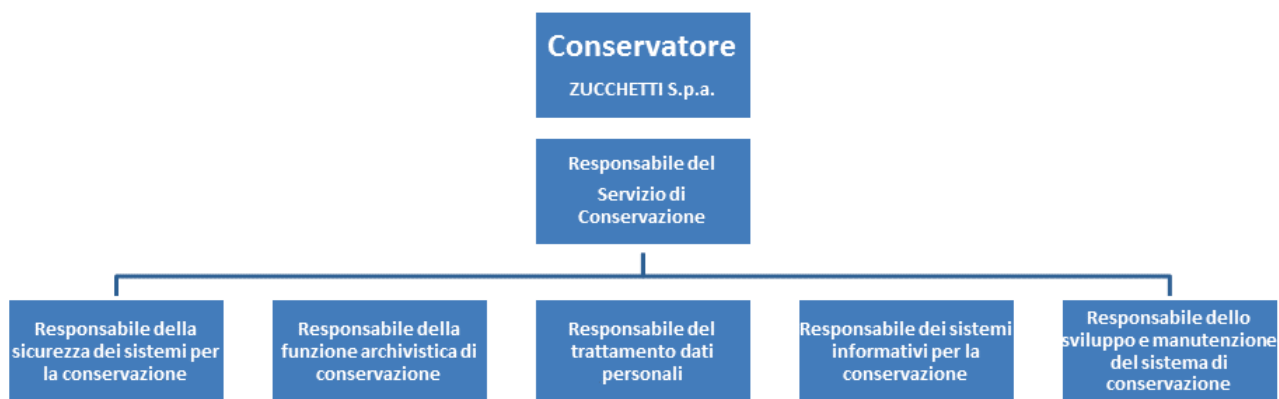 Conservatore
ZUCCHETTI S.p.a.
Responsabile del
Servizio di
Conservazione
Responsabile della
sicurezza dei sistemi per
la conservazione
Responsabile della
funzione archivistica di
conservazione
Responsabile del
trattamento dati
personali
Responsabile dei sistemi
informativi per la
conservazione
Responsabile dello
sviluppo e manutenzione
del sistema di
conservazione